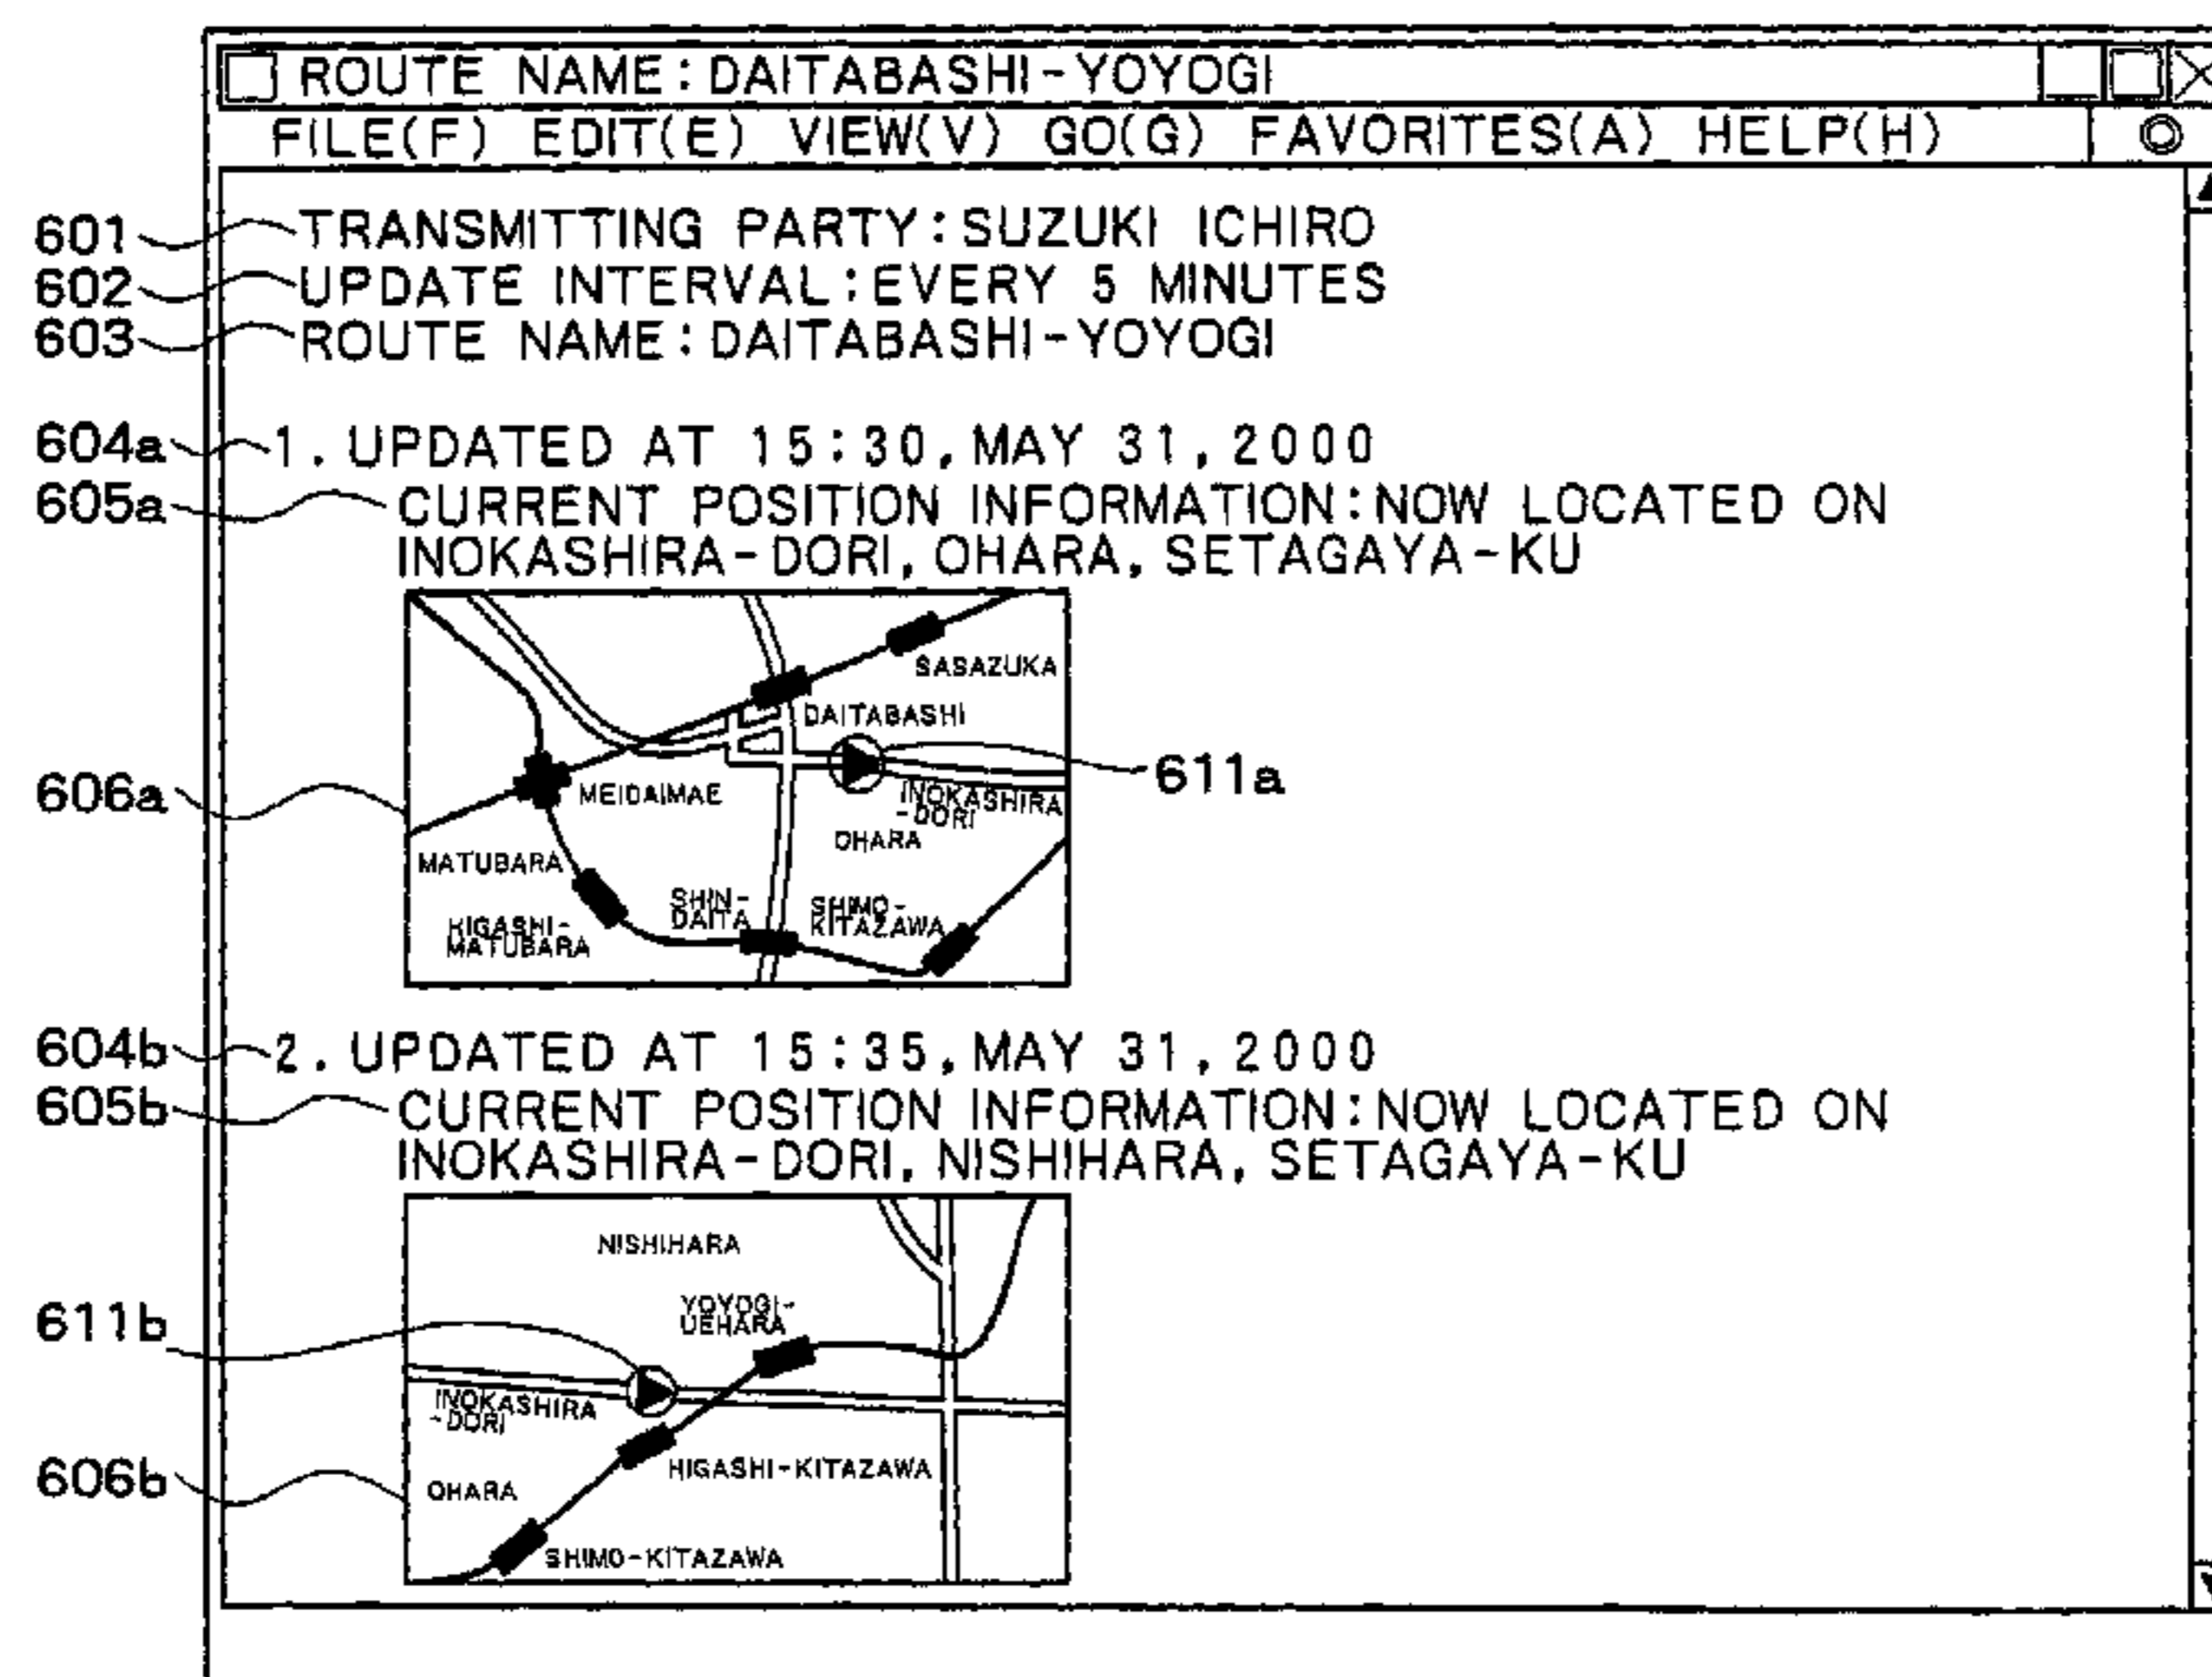 ROUTE NAME:DAITABASHI-YOYOGI
FILE(F) EDIT(E) VIEW(V) GO(G) FAVORITES(A) HELP(H)
601 TRANSMITTING PARTY:SUZUKI ICHIRO
602 UPDATE INTERVAL:EVERY 5 MINUTES
603 ROUTE NAME:DAITABASHI-YOYOGI
604a 1. UPDATED AT 15:30, MAY 31, 2000
605a CURRENT POSITION INFORMATION:NOW LOCATED ON
INOKASHIRA-DORI, OHARA, SETAGAYA-KU
SASAZUKA
DAITABASHI
611a
606a
MEIDAIMAE
INOKASHIRA
-DORI
OHARA
MATUBARA
SHIN-
DAITA
SHIMO-
KITAZAWA
HIGASHI-
MATUBARA
604b 2. UPDATED AT 15:35, MAY 31, 2000
605b CURRENT POSITION INFORMATION:NOW LOCATED ON
INOKASHIRA-DORI, NISHIHARA, SETAGAYA-KU
NISHIHARA
YOYOGI-
UEHARA
611b
INOKASHIRA
-DORI
HIGASHI-KITAZAWA
606b
OHARA
SHIMO-KITAZAWA